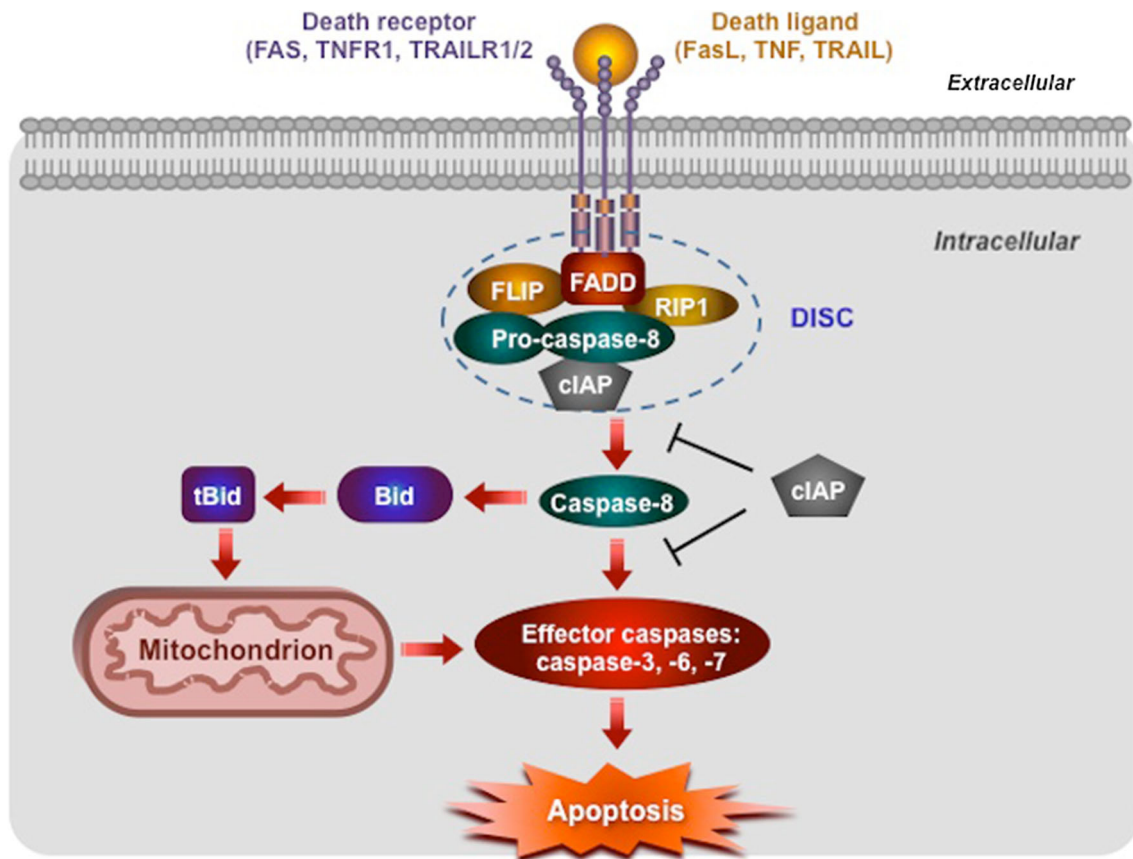 Death receptor
(FAS, TNFR1, TRAILR1/2
Death ligand
(FasL, TNF, TRAIL)
Extracellular
Intracellular
FADD
FLIP
RIP1
DISC
Pro-caspase-8
cIAP
tBid
Bid
Caspase-8
cIAP
Mitochondrion
Effector caspases:
caspase-3, -6, -7
Apoptosis